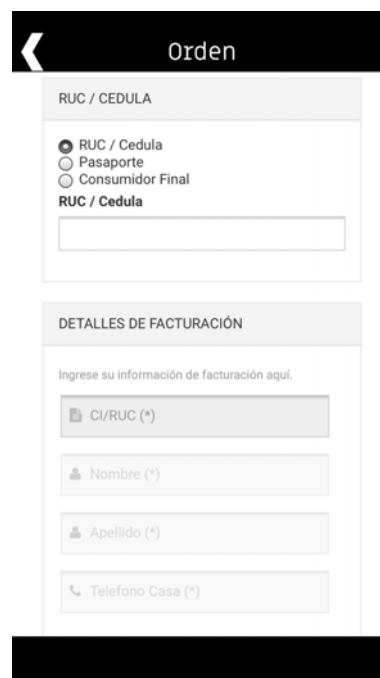 Orden
RUC / CEDULA
RUC / Cedula
Pasaporte
Consumidor Final
RUC / Cedula
DETALLES DE FACTURACIÓN
Ingrese su información de facturación aquí.
CI/RUC (*)
Nombre (*)
Apellido (*)
Telefono Casa (*)